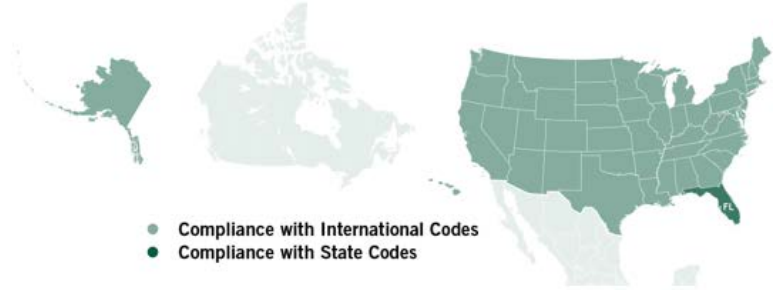 FL
Compliance with International Codes
Compliance with State Codes